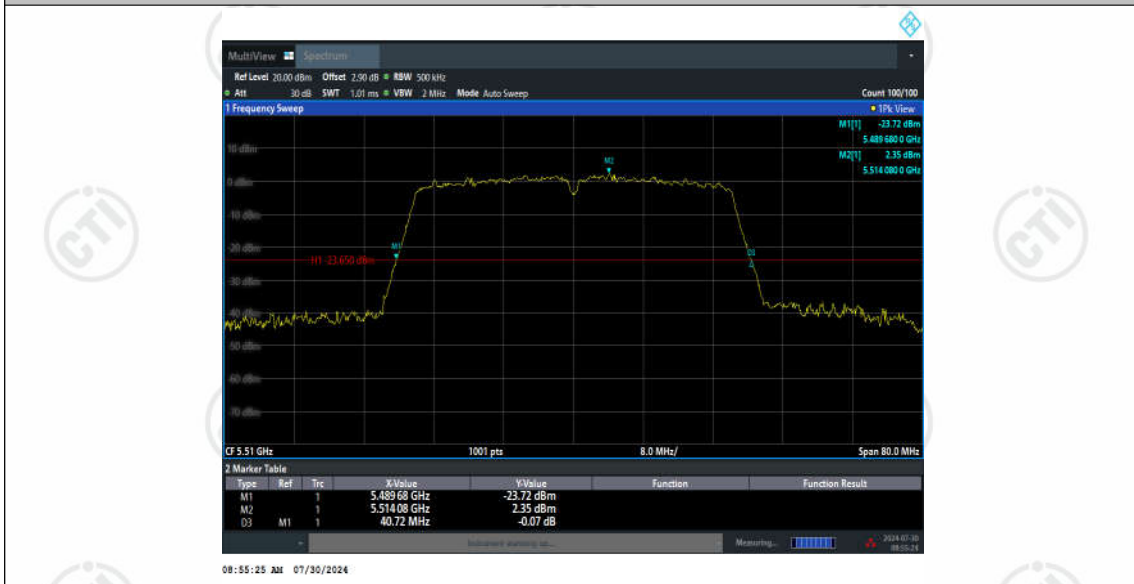 MultiView Spectrum
Ref Level 20.00 dBm Offset 2.90 dB RBW 500 kHz
Att 30 dB SWT 1.01 ms VBW 2 MHz Mode Auto Sweep Count 100/100
1 Frequency Sweep 1Pk View
M1[1] -23.72 dBm
5.489 680 0 GHz
M2[1] 2.35 dBm
5.514 080 0 GHz
10 dBm
M2
0 dBm
-10 dBm
-20 dBm
M1
D3
H1 -23.650 dBm
-30 dBm
-40 dBm
-50 dBm
-60 dBm
-70 dBm
CF 5.51 GHz 1001 pts 8.0 MHz/ Span 80.0 MHz
2 Marker Table
Type Ref Trc X-Value Y-Value Function Function Result
M1 1 5.489 68 GHz -23.72 dBm
M2 1 5.514 08 GHz 2.35 dBm
D3 M1 1 40.72 MHz -0.07 dB
Instrument warming up... Measuring... 2024-07-30
08:55:24
08:55:25 AM 07/30/2024
CTI
CTI